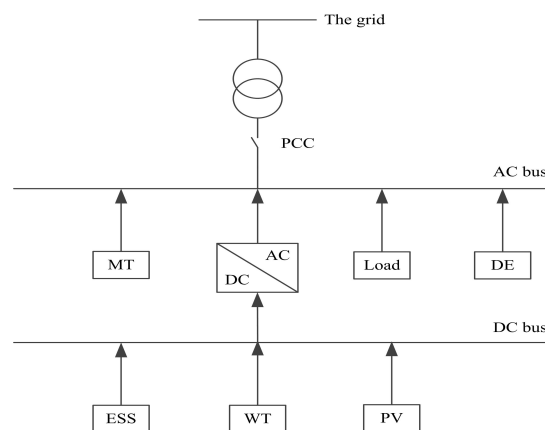 The grid
PCC
AC bus
MT
AC
DC
Load
DE
DC bus
ESS
WT
PV